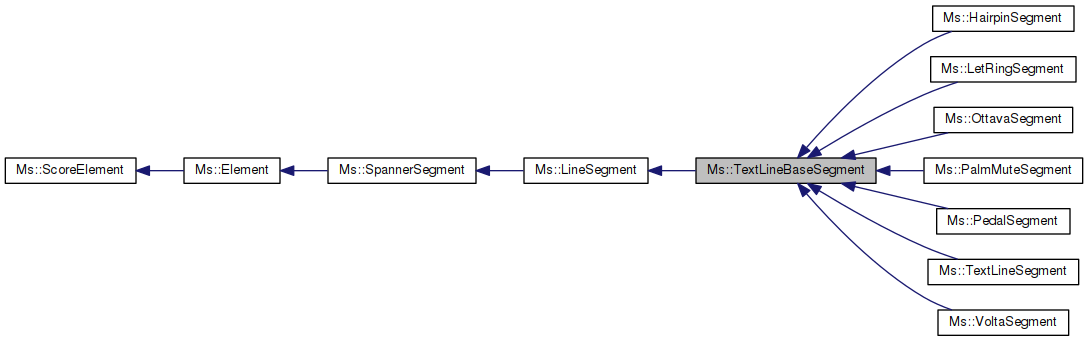 Ms::HairpinSegment
Ms::LetRingSegment
Ms::OttavaSegment
Ms::ScoreElement
Ms::Element
Ms::SpannerSegment
Ms::LineSegment
Ms::TextLineBaseSegment
Ms::PalmMuteSegment
Ms::PedalSegment
Ms::TextLineSegment
Ms::VoltaSegment